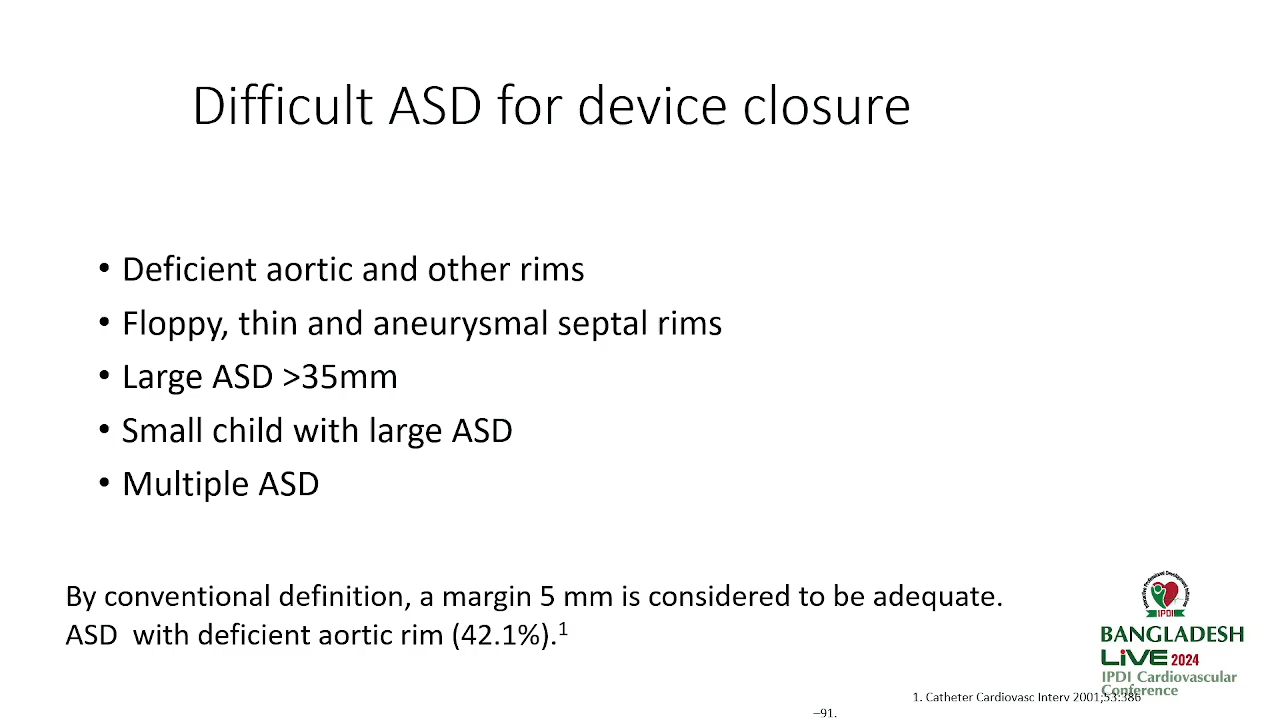 Difficult ASD for device closure
• Deficient aortic and other rims
• Floppy, thin and aneurysmal septal rims
• Large ASD >35mm
• Small child with large ASD
• Multiple ASD
By conventional definition, a margin 5 mm is considered to be adequate.
ASD with deficient aortic rim (42.1%).1
IPDI
BANGLADESH
LiVE 2024
IPDI Cardiovascular
Conference
1. Catheter Cardiovasc Interv 2001;53:386
–91.